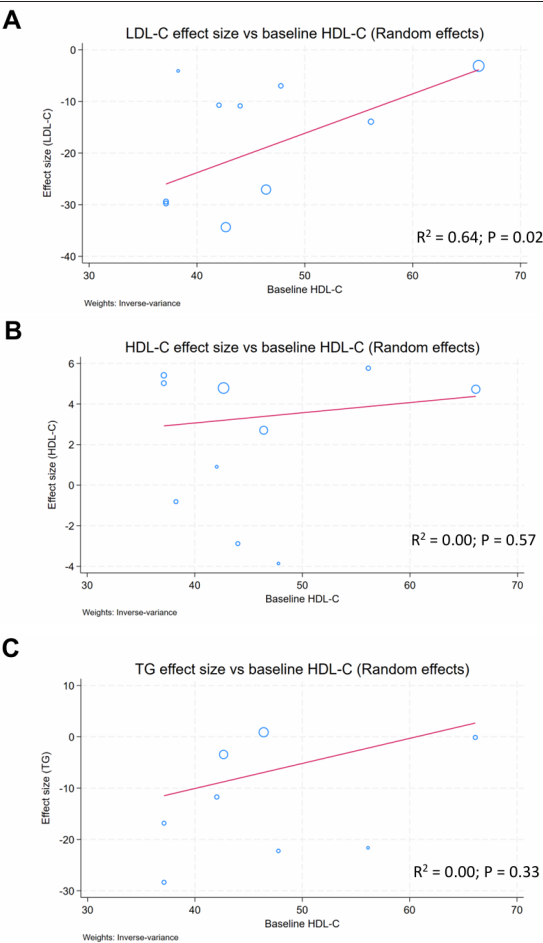 A
LDL-C effect size vs baseline HDL-C (Random effects)
0
-10
-20
-30
-40
Effect size (LDL-C)
R² = 0.64; P = 0.02
30 40 50 60 70
Baseline HDL-C
Weights: Inverse-variance
B
HDL-C effect size vs baseline HDL-C (Random effects)
6
4
2
0
-2
-4
Effect size (HDL-C)
R² = 0.00; P = 0.57
30 40 50 60 70
Baseline HDL-C
Weights: Inverse-variance
C
TG effect size vs baseline HDL-C (Random effects)
10
0
-10
-20
-30
Effect size (TG)
R² = 0.00; P = 0.33
30 40 50 60 70
Baseline HDL-C
Weights: Inverse-variance